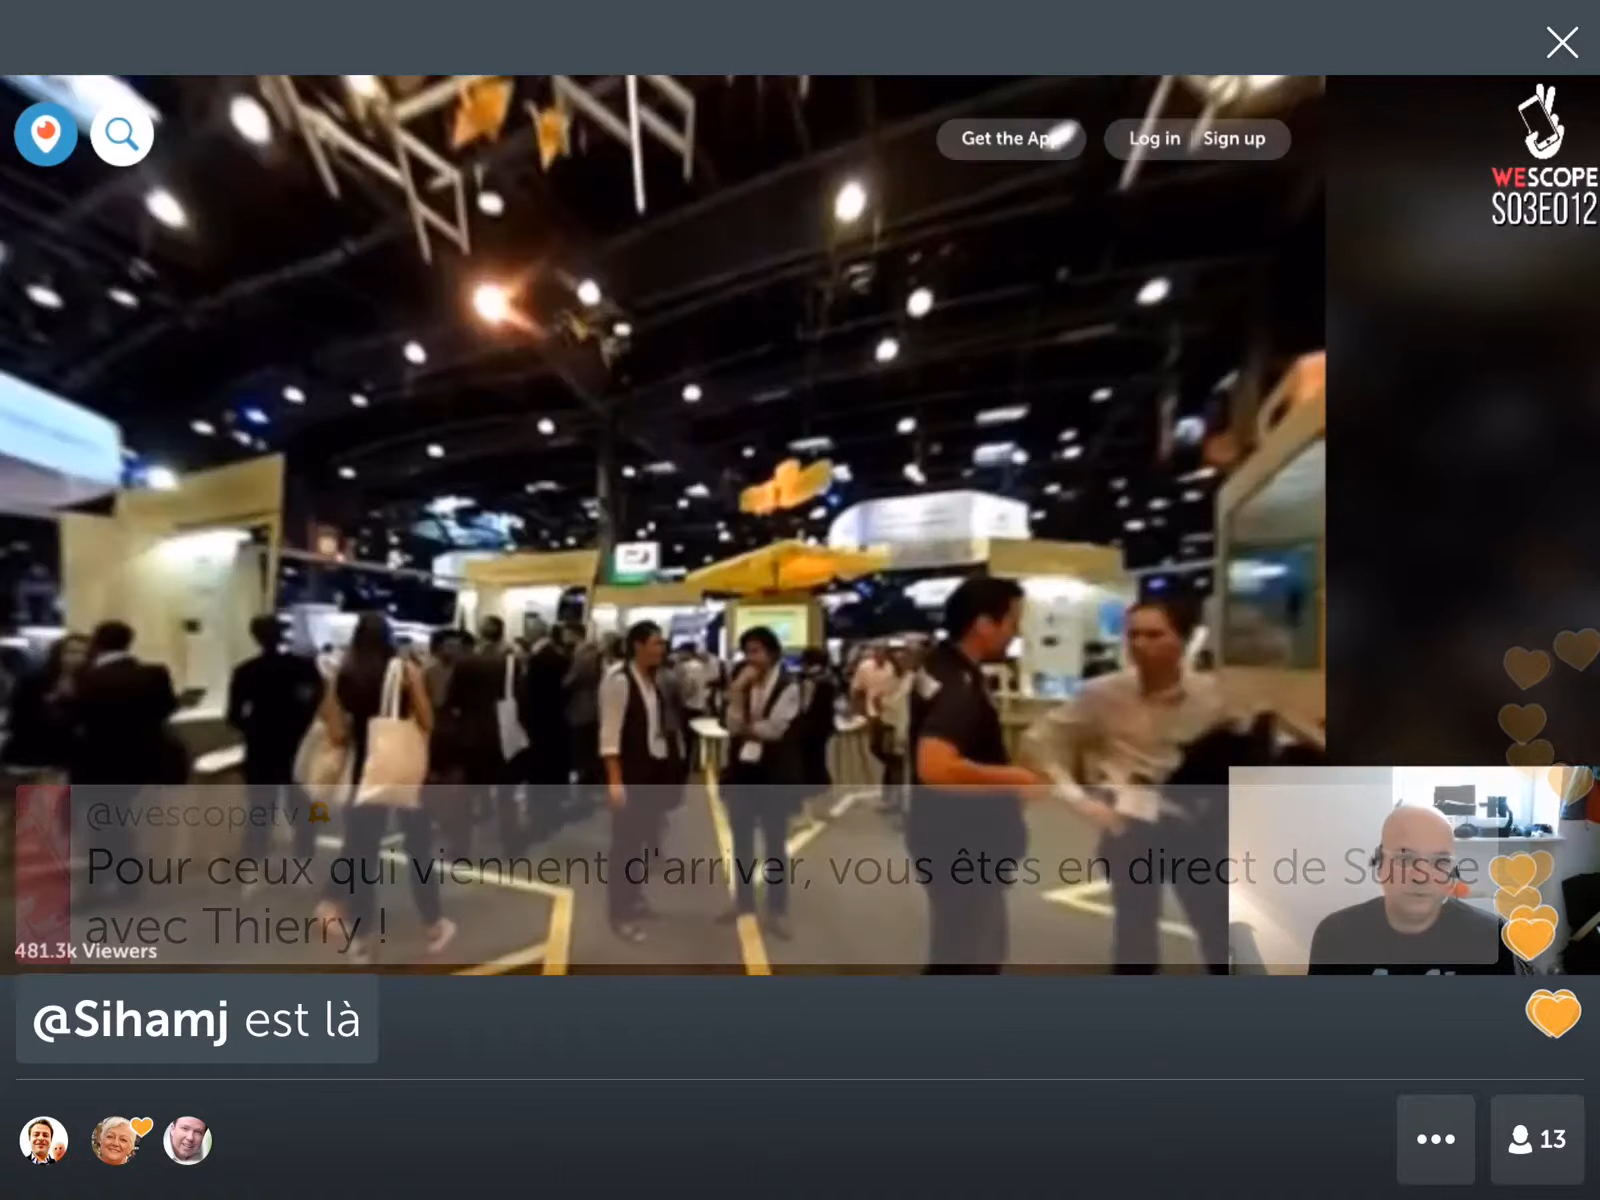 Get the App
Log in
Sign up
WESCOPE
S03E012
@wescopetv
Pour ceux qui viennent d'arriver, vous êtes en direct de Suisse
avec Thierry !
481.3k Viewers
@Sihamj est là
13